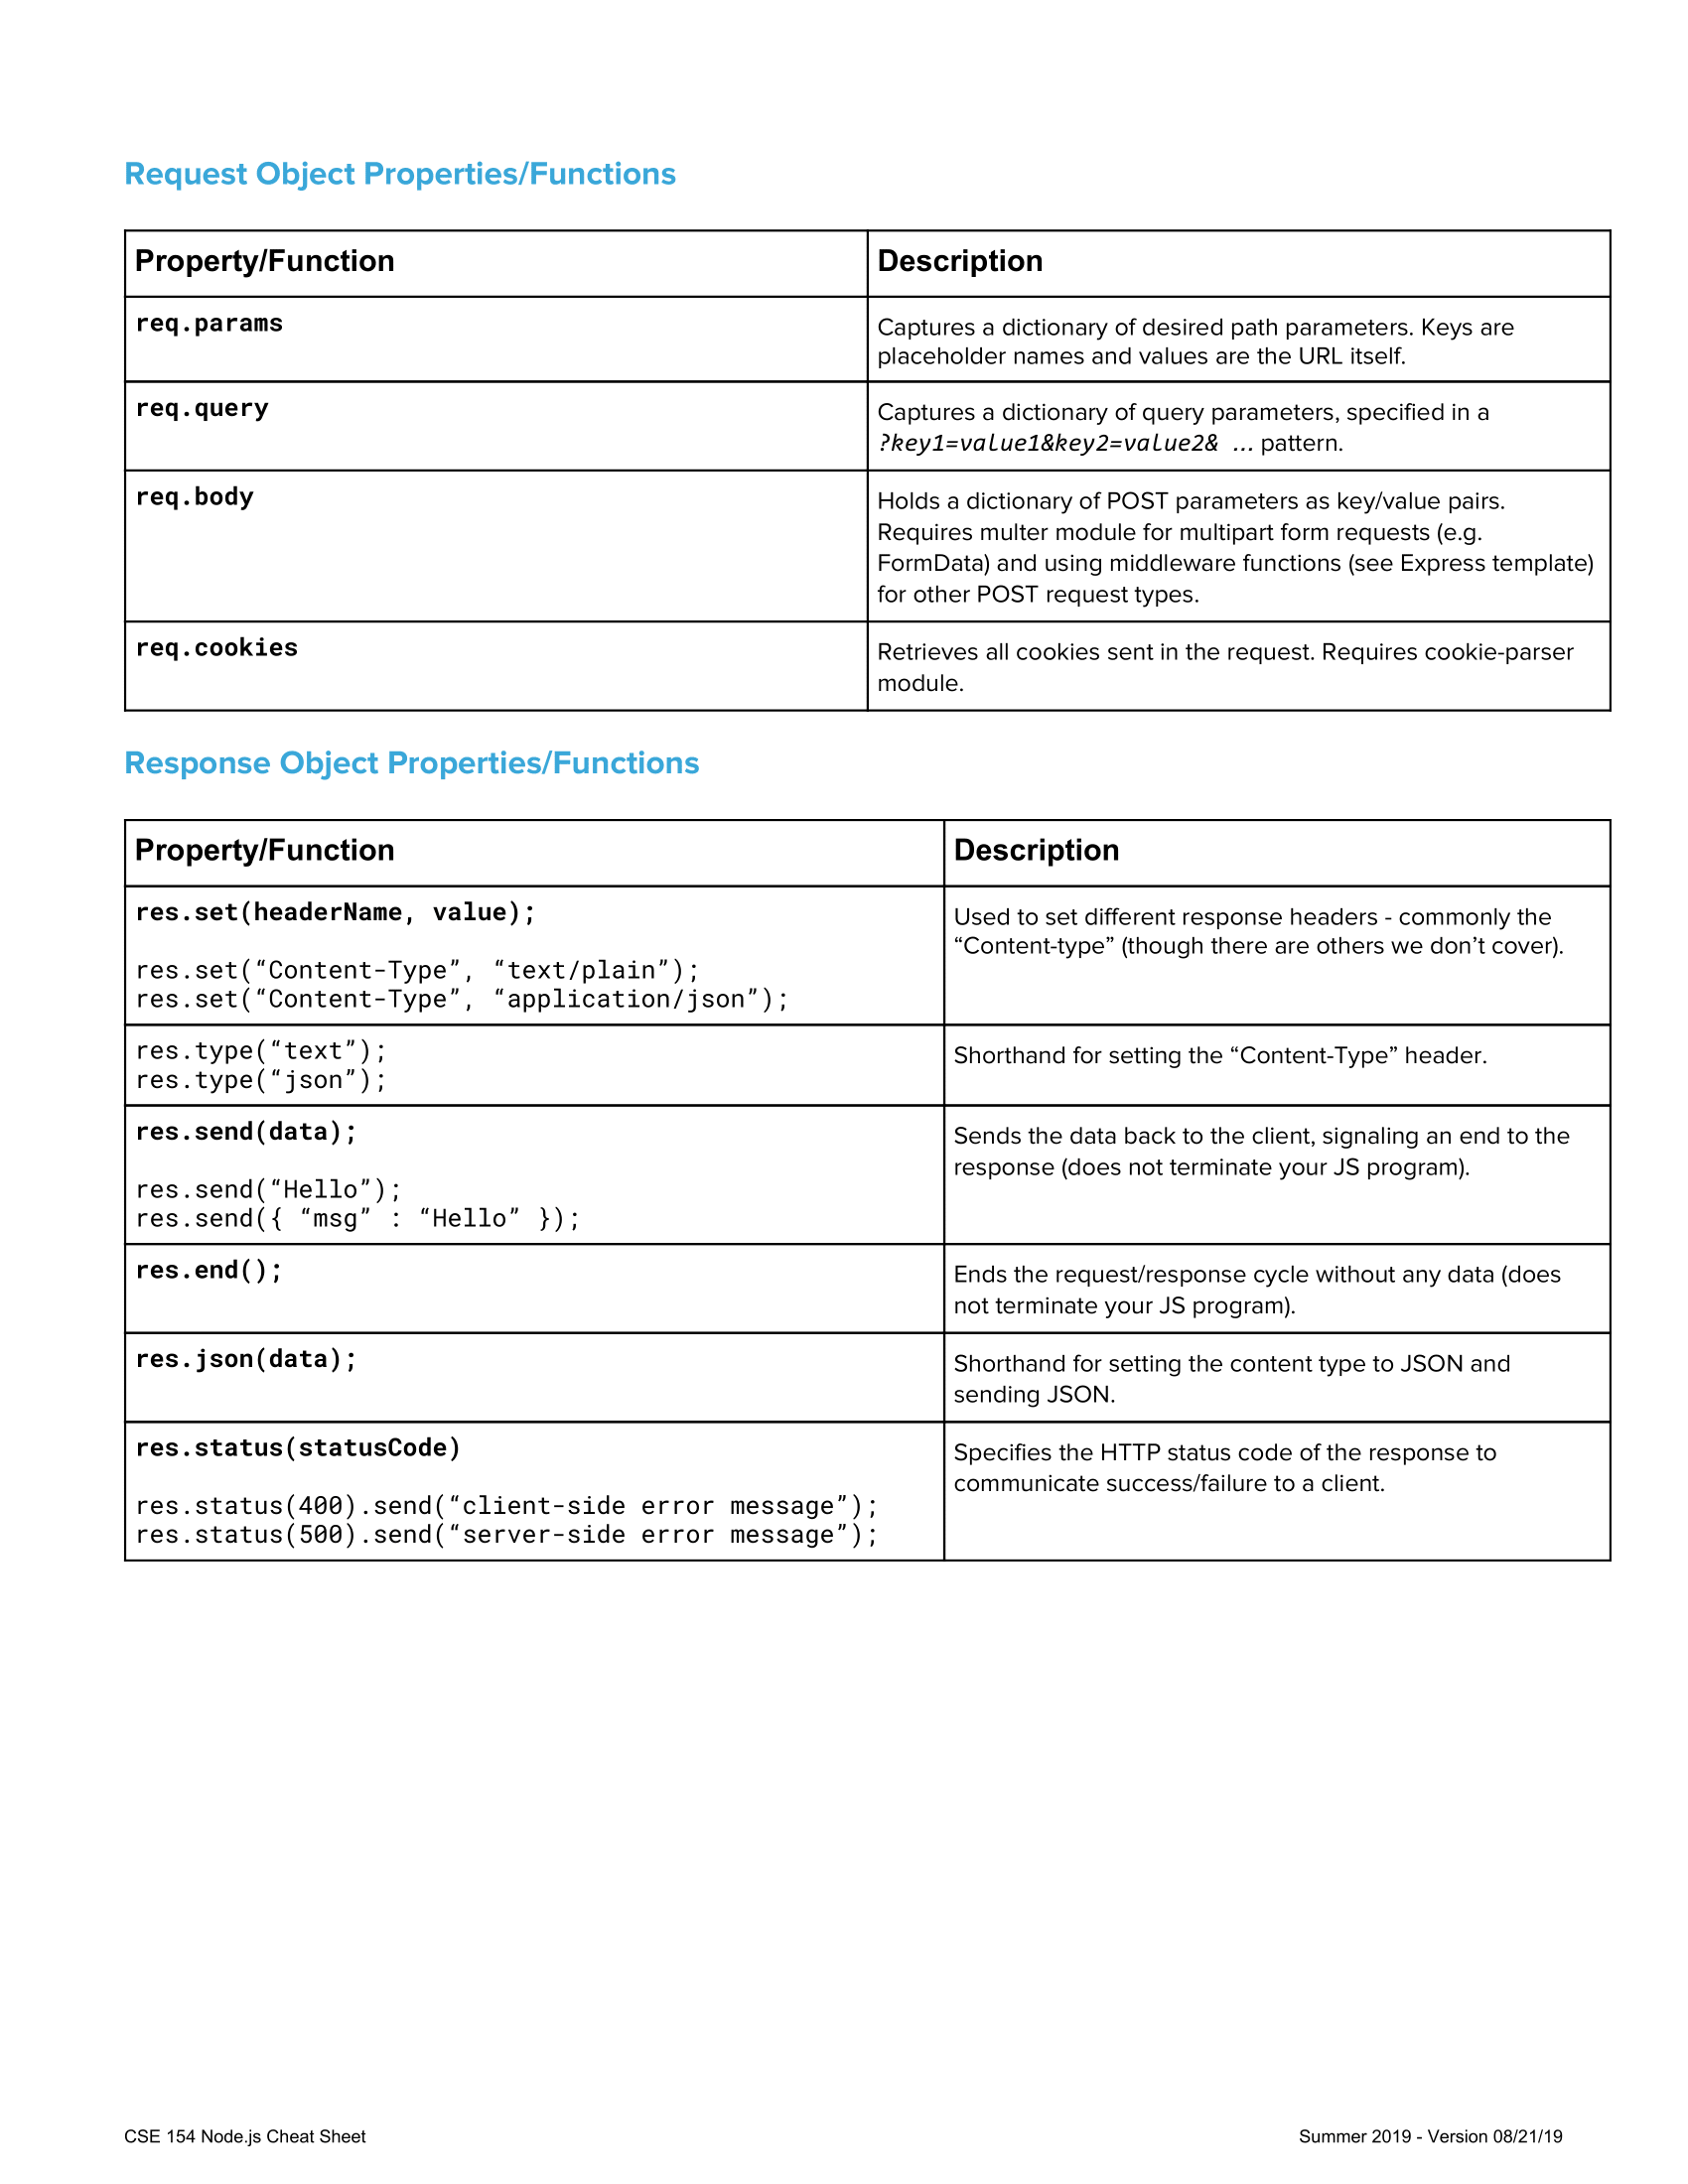 Request Object Properties/Functions
Property/Function
Description
req.params
Captures a dictionary of desired path parameters. Keys are
placeholder names and values are the URL itself.
req.query
Captures a dictionary of query parameters, specified in a
?key1=value1&key2=value2& ... pattern.
req.body
Holds a dictionary of POST parameters as key/value pairs.
Requires multer module for multipart form requests (e.g.
FormData) and using middleware functions (see Express template)
for other POST request types.
req.cookies
Retrieves all cookies sent in the request. Requires cookie-parser
module.
Response Object Properties/Functions
Property/Function
Description
res.set(headerName, value);
res.set(“Content-Type”, “text/plain”);
res.set(“Content-Type”, “application/json”);
Used to set different response headers - commonly the
“Content-type” (though there are others we don’t cover).
res.type(“text”);
res.type(“json”);
Shorthand for setting the “Content-Type” header.
res.send(data);
res.send(“Hello”);
res.send({ “msg” : “Hello” });
Sends the data back to the client, signaling an end to the
response (does not terminate your JS program).
res.end();
Ends the request/response cycle without any data (does
not terminate your JS program).
res.json(data);
Shorthand for setting the content type to JSON and
sending JSON.
res.status(statusCode)
res.status(400).send(“client-side error message”);
res.status(500).send(“server-side error message”);
Specifies the HTTP status code of the response to
communicate success/failure to a client.
CSE 154 Node.js Cheat Sheet
Summer 2019 - Version 08/21/19